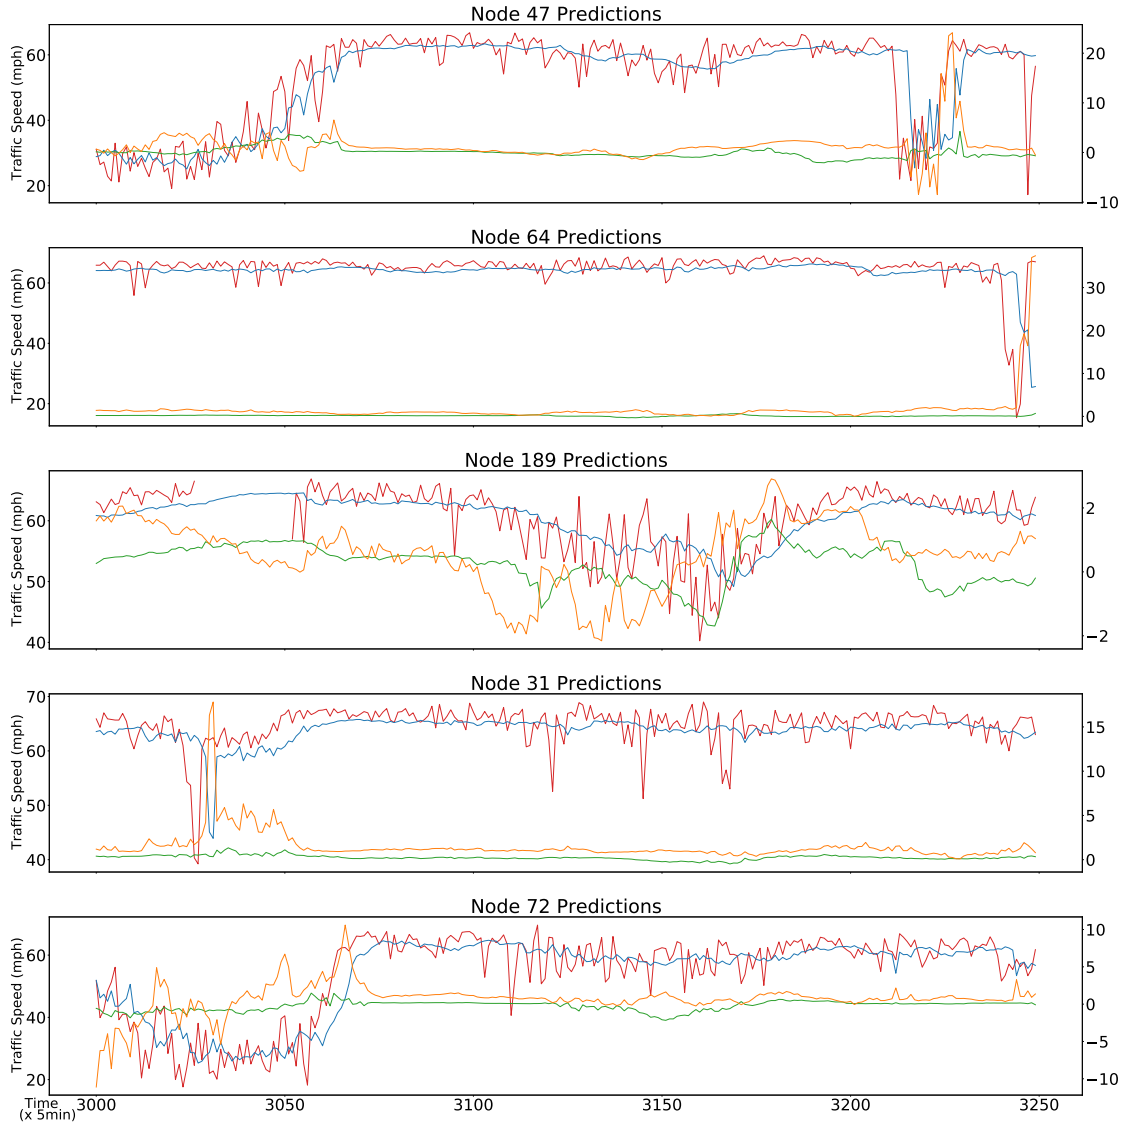 Node 47 Predictions
Traffic Speed (mph)
60
40
20
20
10
0
−10
Node 64 Predictions
Traffic Speed (mph)
60
40
20
30
20
10
0
Node 189 Predictions
Traffic Speed (mph)
60
50
40
2
0
−2
Node 31 Predictions
Traffic Speed (mph)
70
60
50
40
15
10
5
0
Node 72 Predictions
Traffic Speed (mph)
60
40
20
10
5
0
−5
−10
3000 3050 3100 3150 3200 3250
Time
(x 5min)